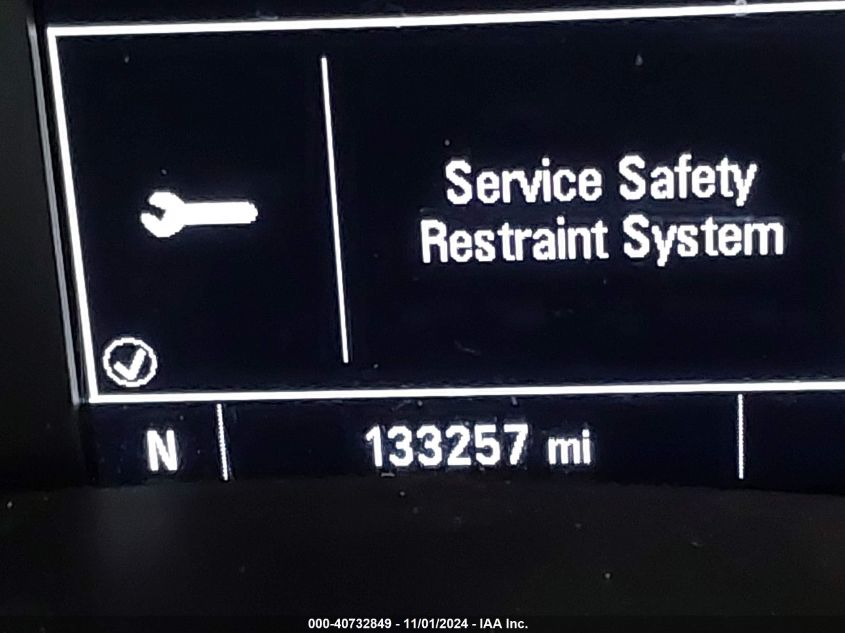 Service Safety
Restraint System
N 133257 mi
000-40732849 - 11/01/2024 - IAA Inc.